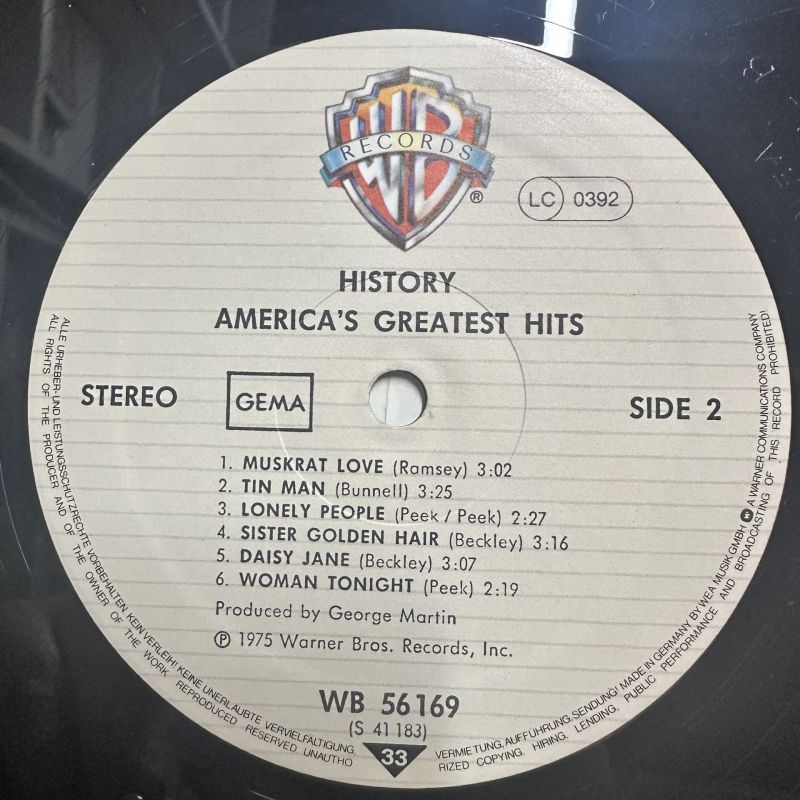 WB
RECORDS
®
LC 0392
HISTORY
AMERICA'S GREATEST HITS
STEREO
GEMA
SIDE 2
1. MUSKRAT LOVE (Ramsey) 3:02
2. TIN MAN (Bunnell) 3:25
3. LONELY PEOPLE (Peek / Peek) 2:27
4. SISTER GOLDEN HAIR (Beckley) 3:16
5. DAISY JANE (Beckley) 3:07
6. WOMAN TONIGHT (Peek) 2:19
Produced by George Martin
℗ 1975 Warner Bros. Records, Inc.
WB 56169
(S 41 183)
33
ALLE URHEBER-UND LEISTUNGSSCHUTZRECHTE VORBEHALTEN. KEIN VERLEIH! KEINE UNERLAUBTE VERVIELFÄLTIGUNG, VERMIETUNG, AUFFÜHRUNG, SENDUNG! MADE IN GERMANY BY WEA MUSIK GMBH A WARNER COMMUNICATIONS COMPANY
ALL RIGHTS OF THE PRODUCER AND OF THE OWNER OF THE WORK REPRODUCED RESERVED. UNAUTHORIZED COPYING, HIRING, LENDING, PUBLIC PERFORMANCE AND BROADCASTING OF THIS RECORD PROHIBITED!